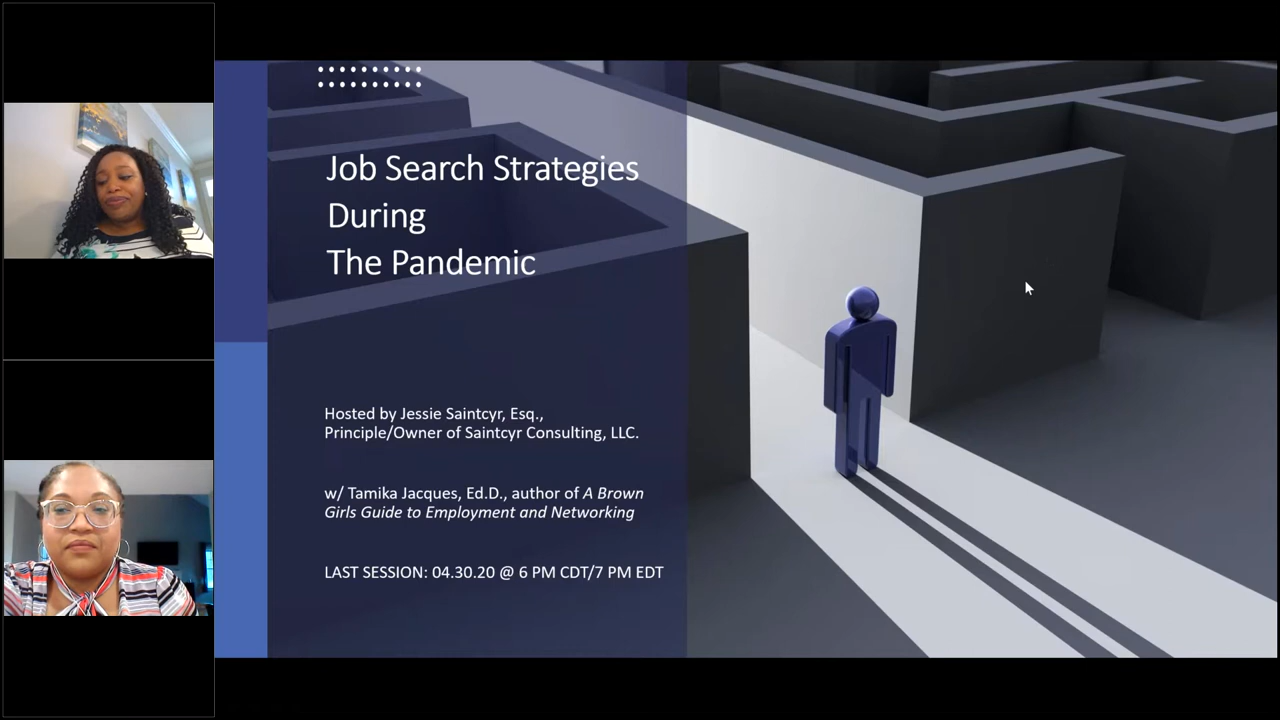 Job Search Strategies
During
The Pandemic
Hosted by Jessie Saintcyr, Esq.,
Principle/Owner of Saintcyr Consulting, LLC.
w/ Tamika Jacques, Ed.D., author of A Brown
Girls Guide to Employment and Networking
LAST SESSION: 04.30.20 @ 6 PM CDT/7 PM EDT